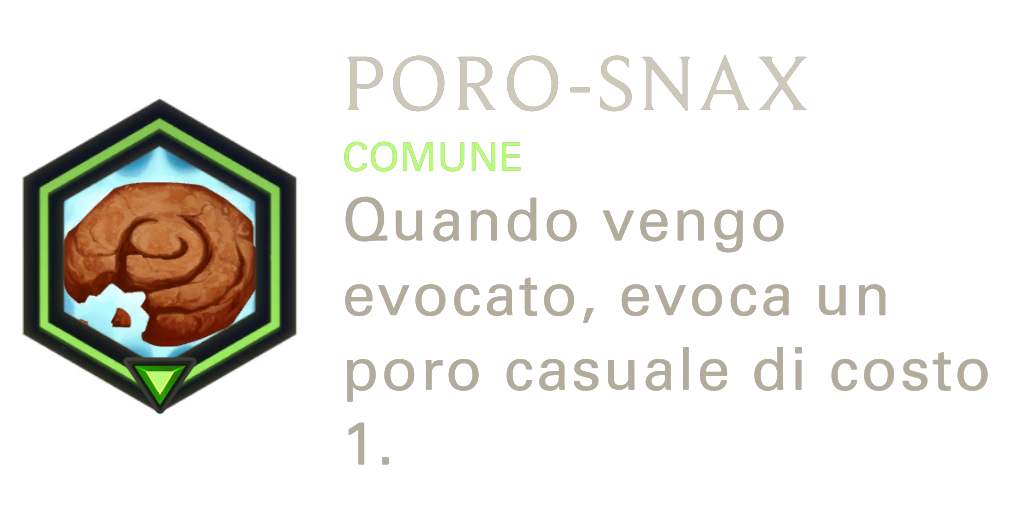 PORO-SNAX
COMUNE
Quando vengo
evocato, evoca un
poro casuale di costo
1.